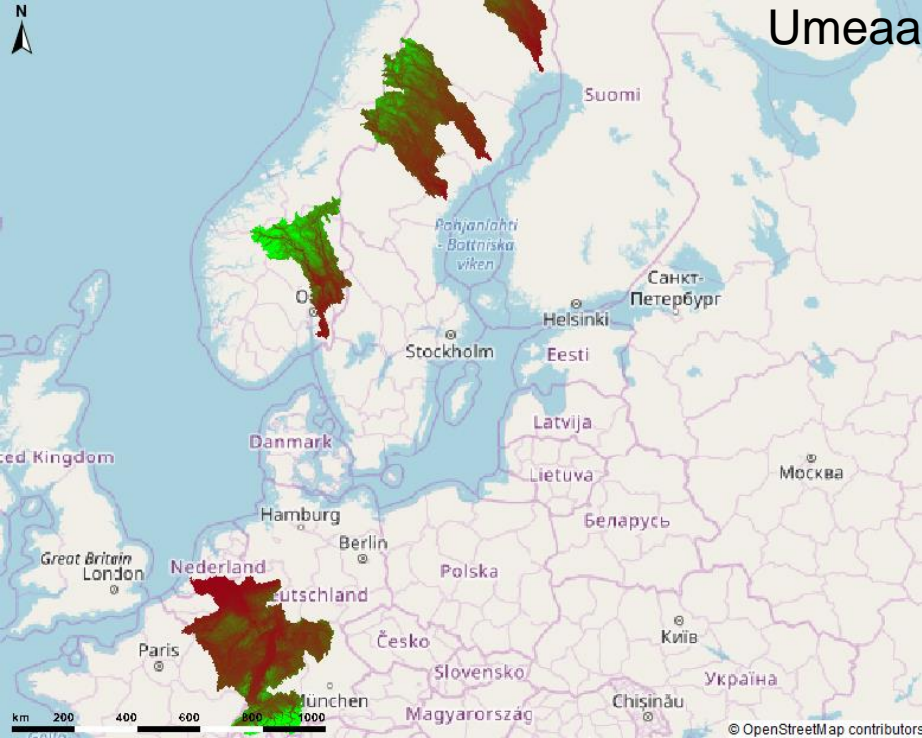 N
Umeaa
Suomi
Pohjanlahti
- Bottniska
viken
Санкт-
Петербург
Helsinki
Stockholm
Eesti
Latvija
Danmark
ted Kingdom
Lietuva
Москва
Hamburg
Беларусь
Berlin
Great Britain
London
Nederland
Polska
eutschland
Česko
Київ
Paris
Slovensko
Україна
München
Chișinău
Magyarország
km 200 400 600 800 1000
© OpenStreetMap contributor